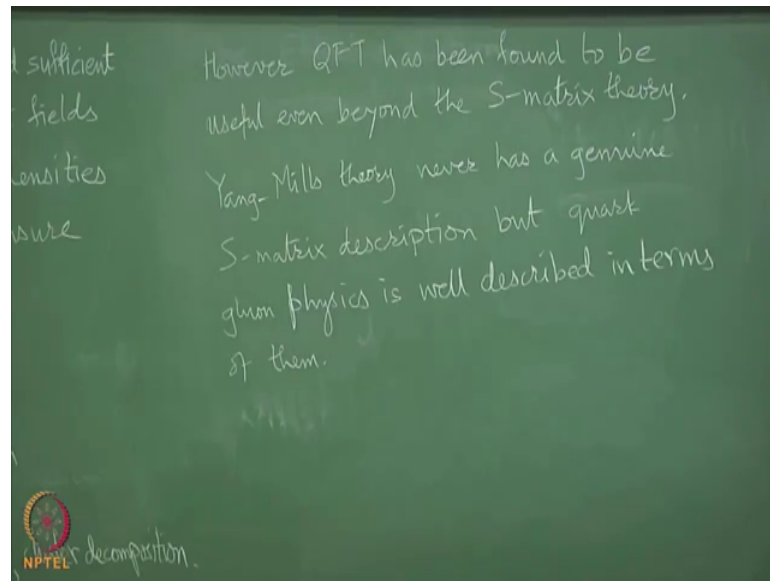 sufficient
fields
ensities
sure
However QFT has been found to be
useful even beyond the S-matrix theory.
Yang-Mills theory never has a genuine
S-matrix description but quark
gluon physics is well described in terms
of them.
decomposition.
NPTEL